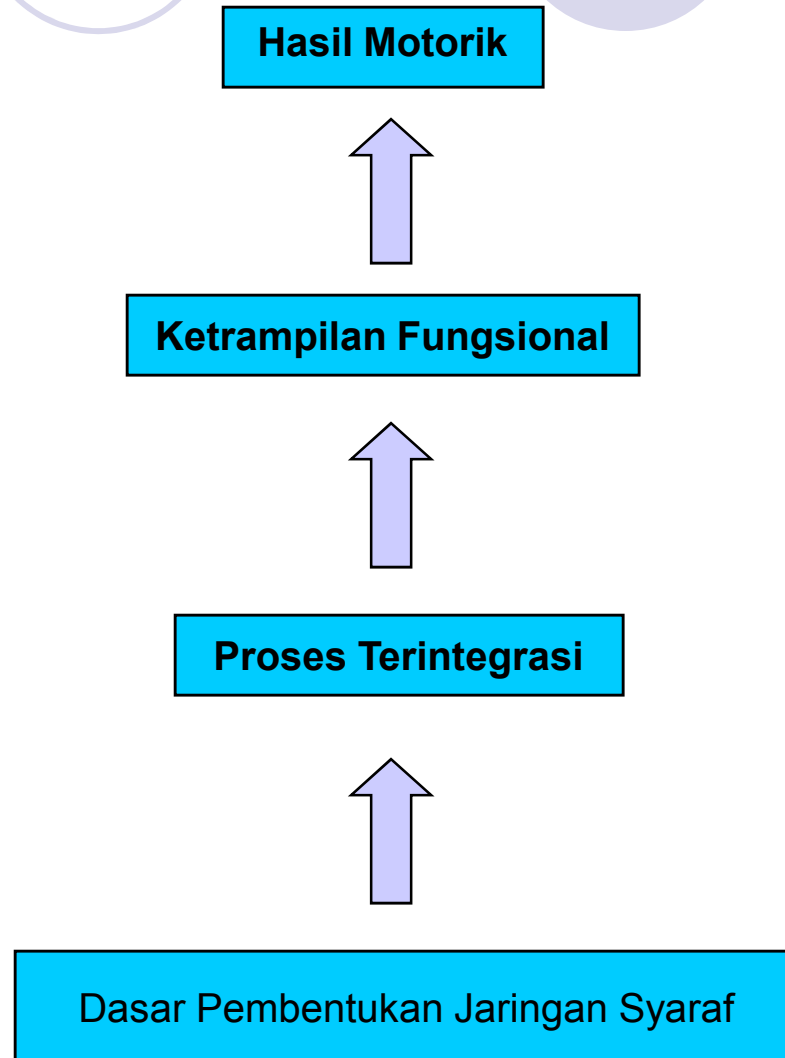 Hasil Motorik
Ketrampilan Fungsional
Proses Terintegrasi
Dasar Pembentukan Jaringan Syaraf